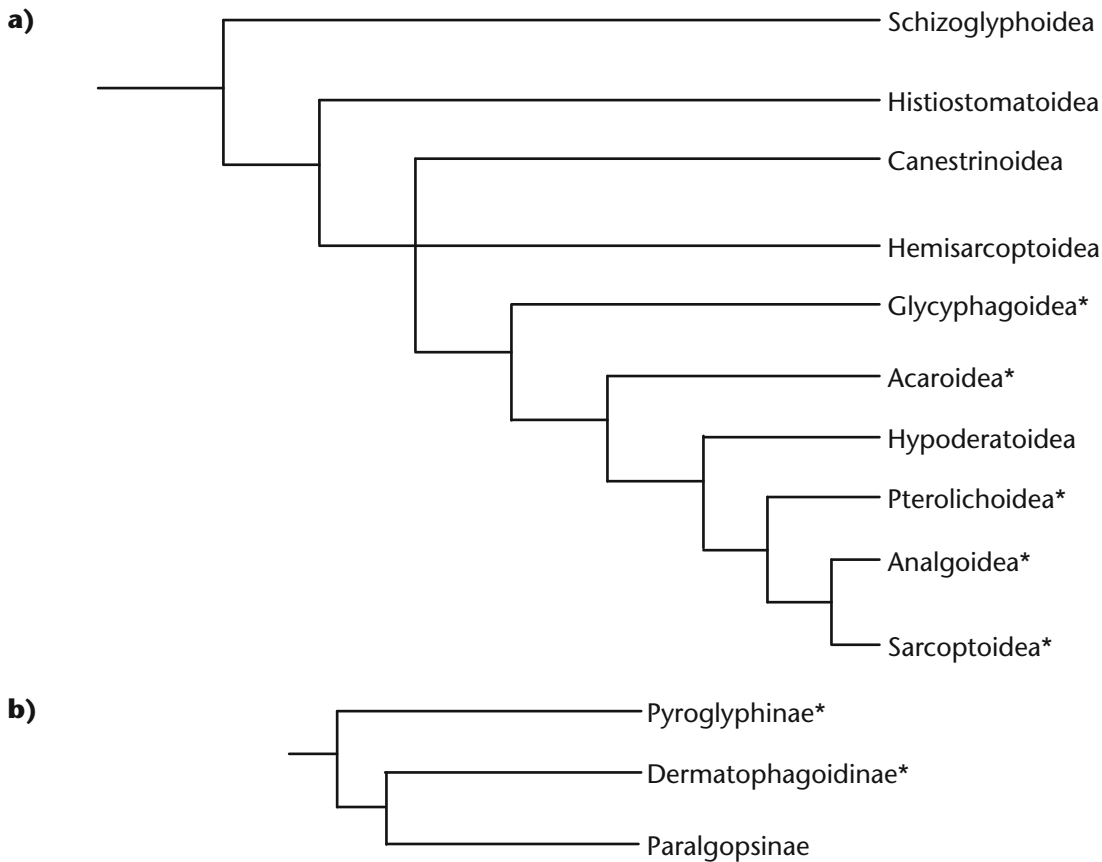 a)
Schizoglyphoidea
Histiostomatoidea
Canestrinoidea
Hemisarcoptoidea
Glycyphagoidea*
Acaroidea*
Hypoderatoidea
Pterolichoidea*
Analgoidea*
Sarcoptoidea*
b)
Pyroglyphinae*
Dermatophagoidinae*
Paralgopsinae